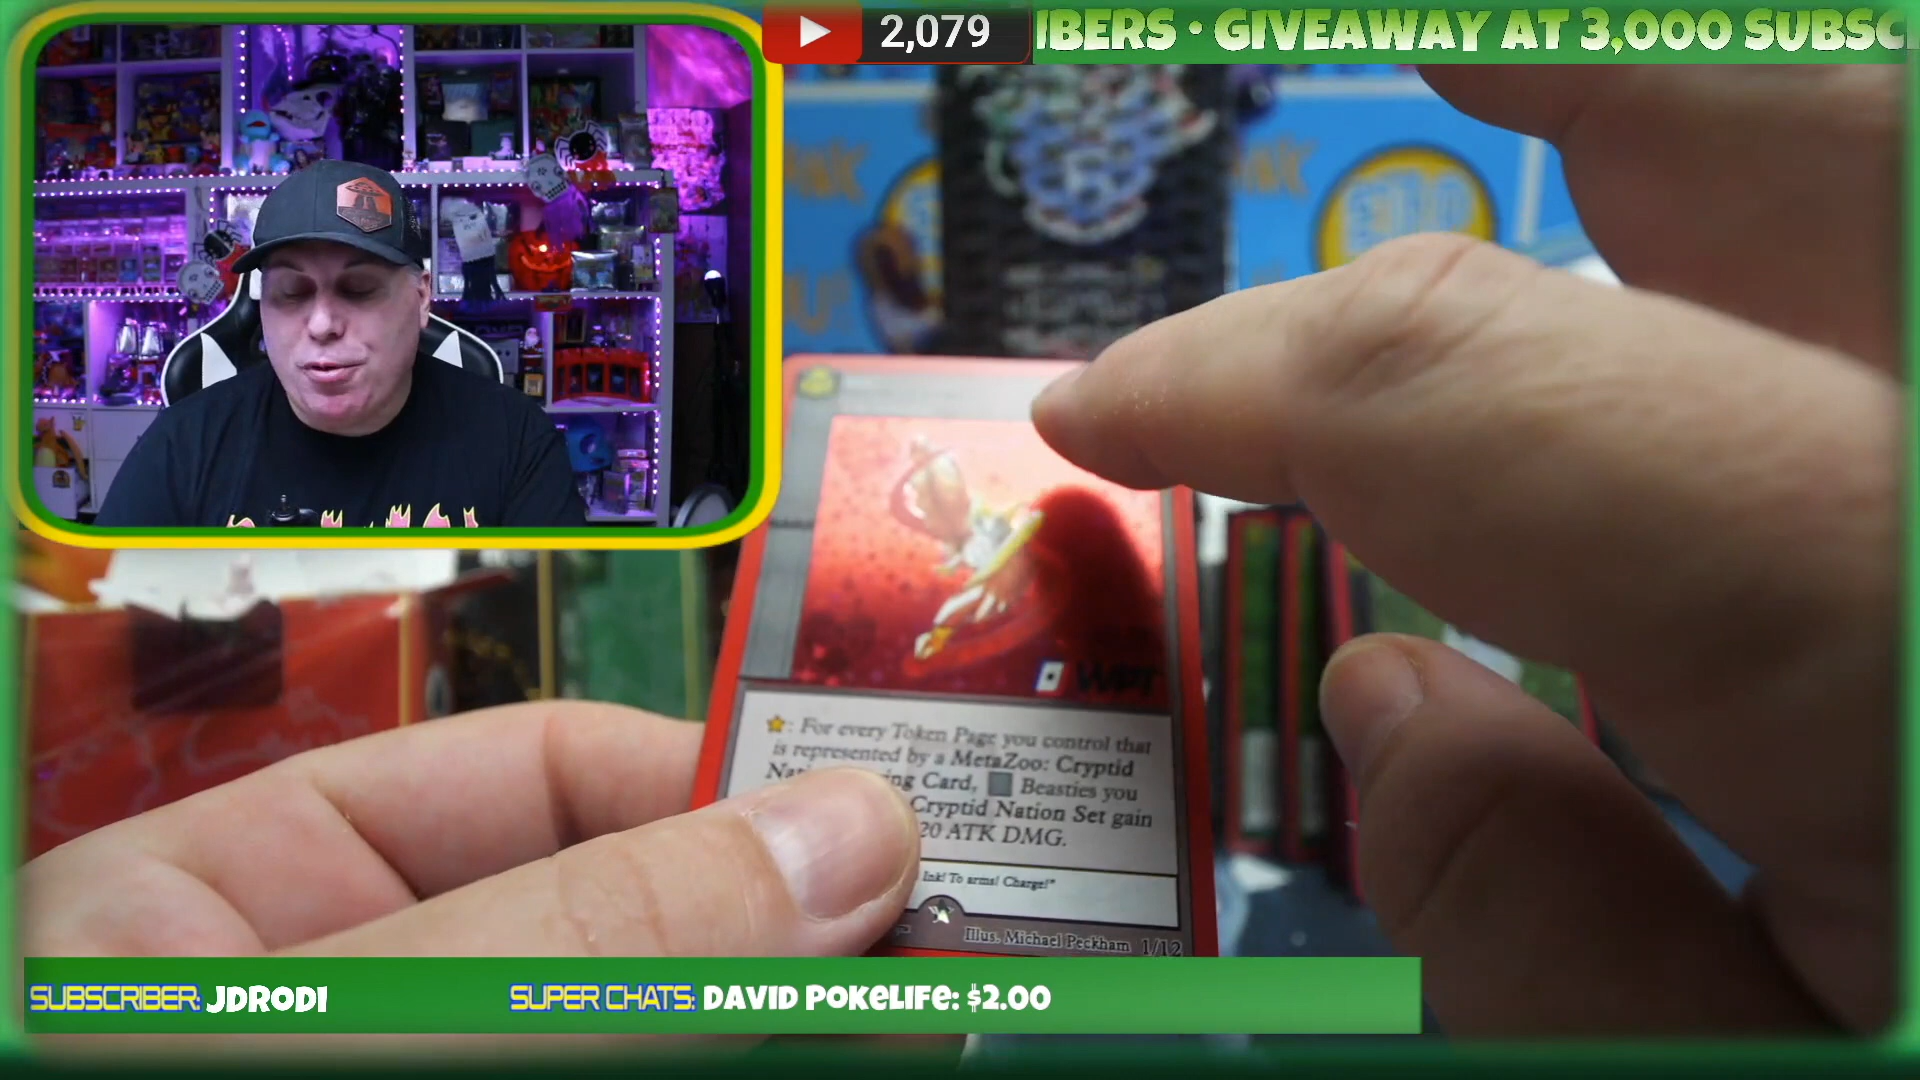 2,079
IBERS • GIVEAWAY AT 3,000 SUBSC
WPT
: For every Token Page you control that
is represented by a MetaZoo: Cryptid
ing Card, Beasties you
Cryptid Nation Set gain
20 ATK DMG.
Ink! To arms! Charge!"
Illus. Michael Peckham 1/12
SUBSCRIBER: JDRODI
SUPER CHATS: DAVID POKELIFE: $2.00